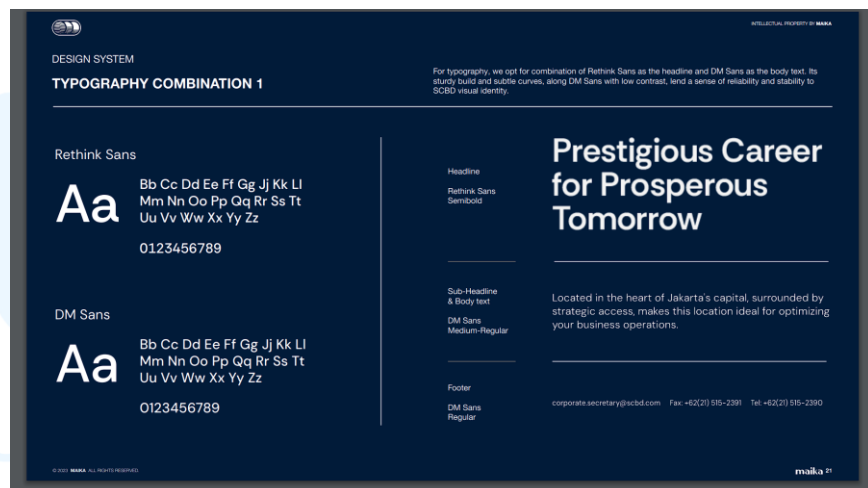 INTELLECTUAL PROPERTY BY MAIKA
DESIGN SYSTEM
TYPOGRAPHY COMBINATION 1
For typography, we opt for combination of Rethink Sans as the headline and DM Sans as the body text. Its
sturdy build and subtle curves, along DM Sans with low contrast, lend a sense of reliability and stability to
SCBD visual identity.
Rethink Sans
Aa
Bb Cc Dd Ee Ff Gg Jj Kk Ll
Mm Nn Oo Pp Qq Rr Ss Tt
Uu Vv Ww Xx Yy Zz
0123456789
DM Sans
Aa
Bb Cc Dd Ee Ff Gg Jj Kk Ll
Mm Nn Oo Pp Qq Rr Ss Tt
Uu Vv Ww Xx Yy Zz
0123456789
Headline
Rethink Sans
Semibold
Prestigious Career
for Prosperous
Tomorrow
Sub-Headline
& Body text
DM Sans
Medium-Regular
Located in the heart of Jakarta's capital, surrounded by
strategic access, makes this location ideal for optimizing
your business operations.
Footer
DM Sans
Regular
corporate.secretary@scbd.com Fax: +62(21) 515-2391 Tel: +62(21) 515-2390
© 2023 MAIKA ALL RIGHTS RESERVED.
maika 21